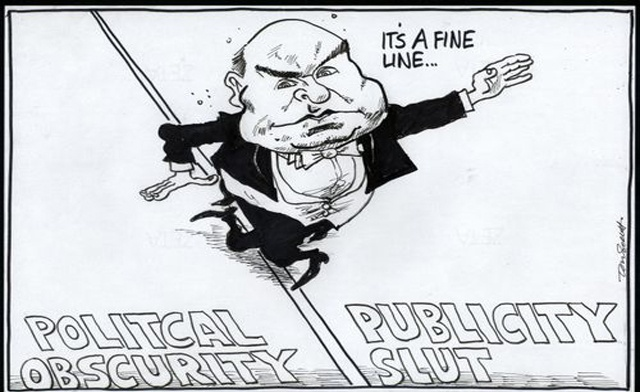 IT'S A FINE
LINE...
POLITCAL
OBSCURITY
PUBLICITY
SLUT